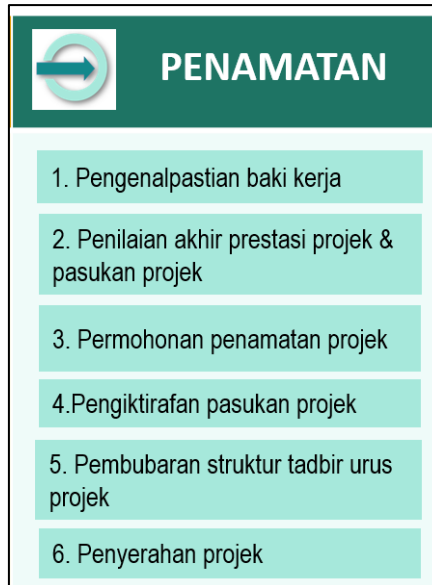 PENAMATAN
1. Pengenalpastian baki kerja
2. Penilaian akhir prestasi projek &
pasukan projek
3. Permohonan penamatan projek
4.Pengiktirafan pasukan projek
5. Pembubaran struktur tadbir urus
projek
6. Penyerahan projek